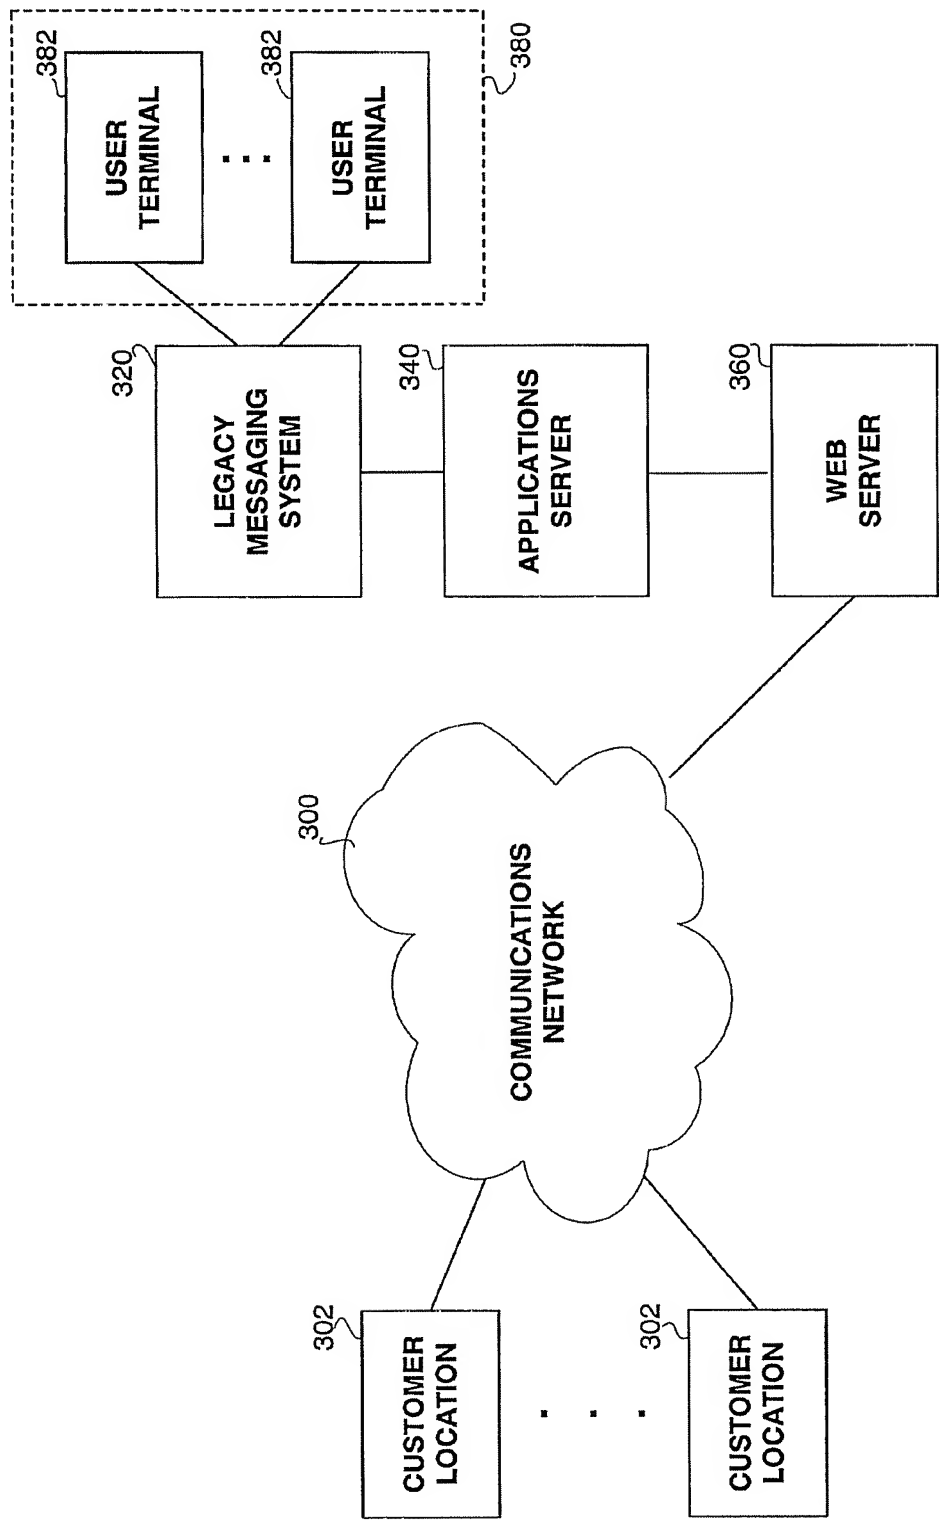 302
CUSTOMER
LOCATION
. . .
302
CUSTOMER
LOCATION
300
COMMUNICATIONS
NETWORK
320
LEGACY
MESSAGING
SYSTEM
340
APPLICATIONS
SERVER
360
WEB
SERVER
382
USER
TERMINAL
. . .
382
USER
TERMINAL
380